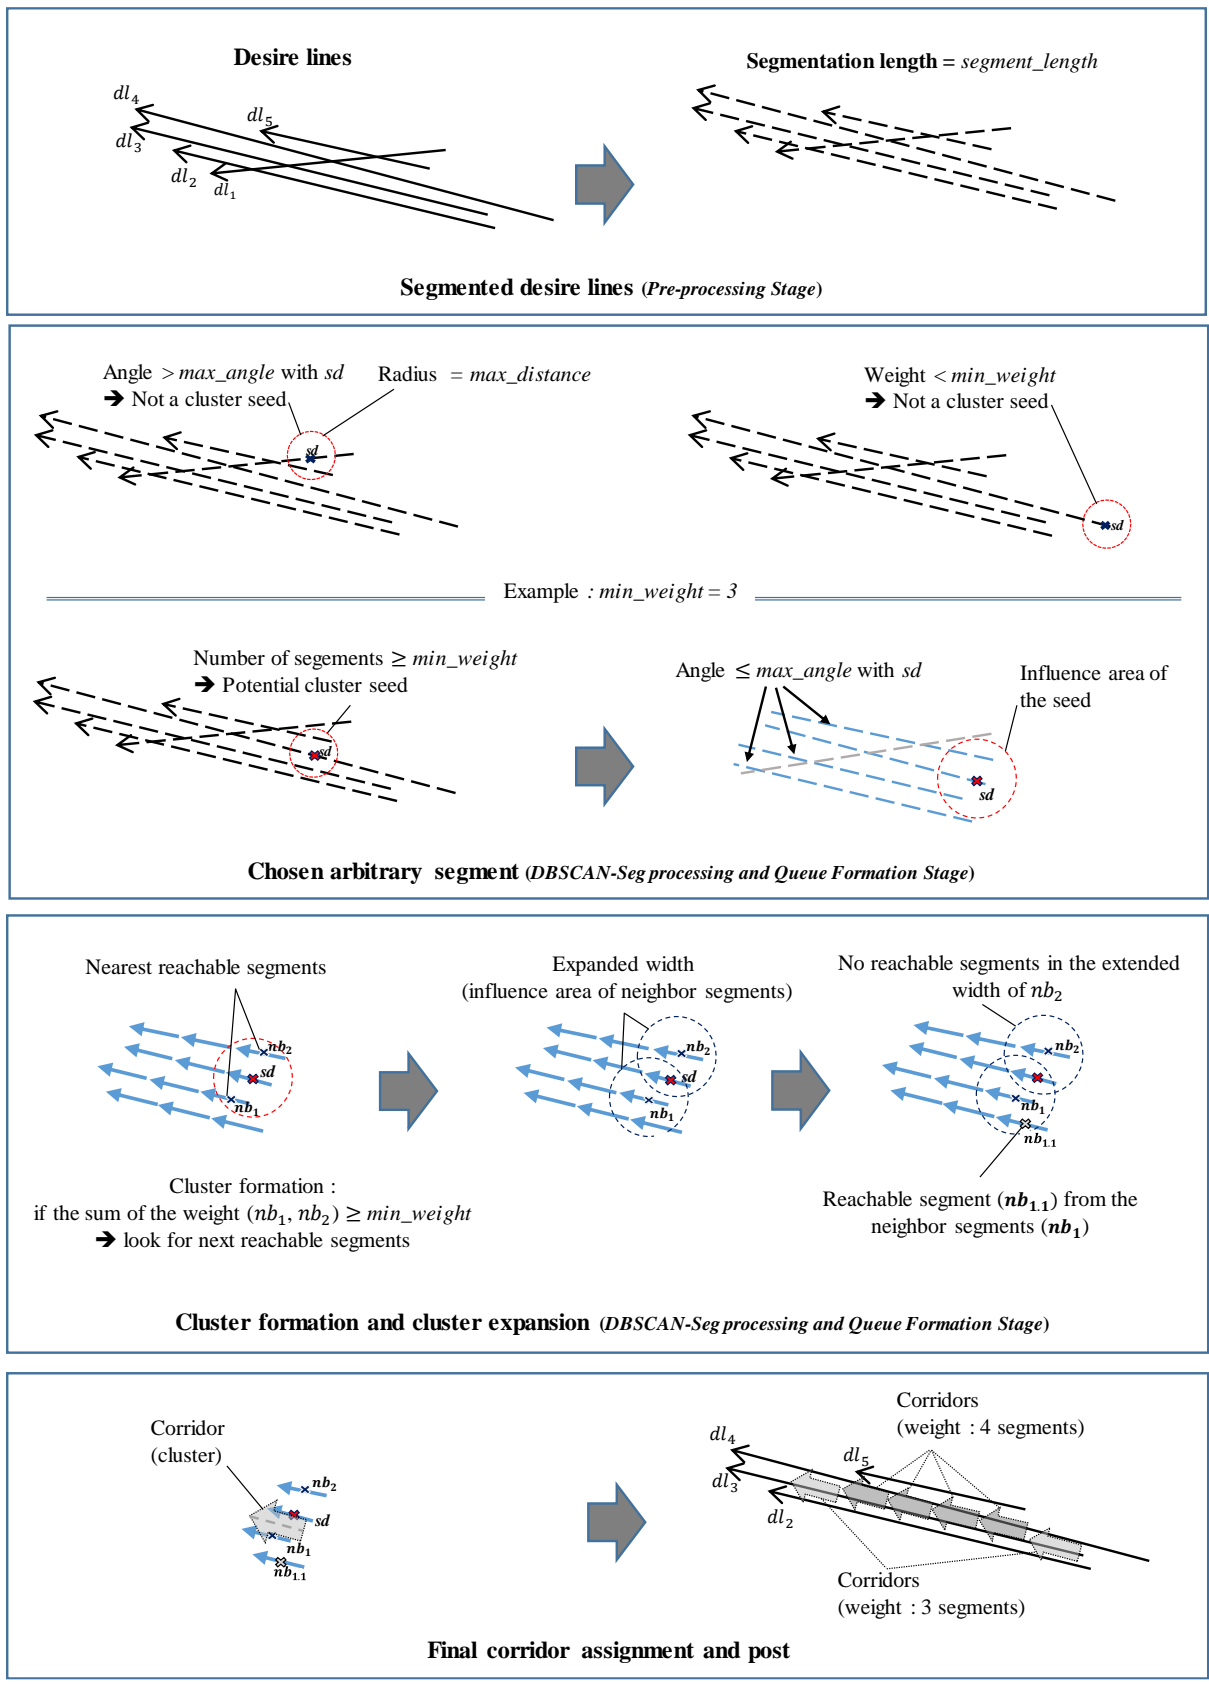 Desire lines
Segmentation length = segment_length
dl₄
dl₅
dl₃
dl₂
dl₁
Segmented desire lines (Pre-processing Stage)
Angle > max_angle with sd
➔ Not a cluster seed
Radius = max_distance
sd
Weight < min_weight
➔ Not a cluster seed
sd
Example : min_weight = 3
Number of segements ≥ min_weight
➔ Potential cluster seed
sd
Angle ≤ max_angle with sd
Influence area of
the seed
sd
Chosen arbitrary segment (DBSCAN-Seg processing and Queue Formation Stage)
Nearest reachable segments
nb₂
sd
nb₁
Expanded width
(influence area of neighbor segments)
nb₂
sd
nb₁
No reachable segments in the extended
width of nb₂
nb₂
nb₁
nb₁.₁
Cluster formation :
if the sum of the weight (nb₁, nb₂) ≥ min_weight
➔ look for next reachable segments
Reachable segment (nb₁.₁) from the
neighbor segments (nb₁)
Cluster formation and cluster expansion (DBSCAN-Seg processing and Queue Formation Stage)
Corridor
(cluster)
nb₂
sd
nb₁
nb₁.₁
Corridors
(weight : 4 segments)
dl₄
dl₅
dl₃
dl₂
Corridors
(weight : 3 segments)
Final corridor assignment and post